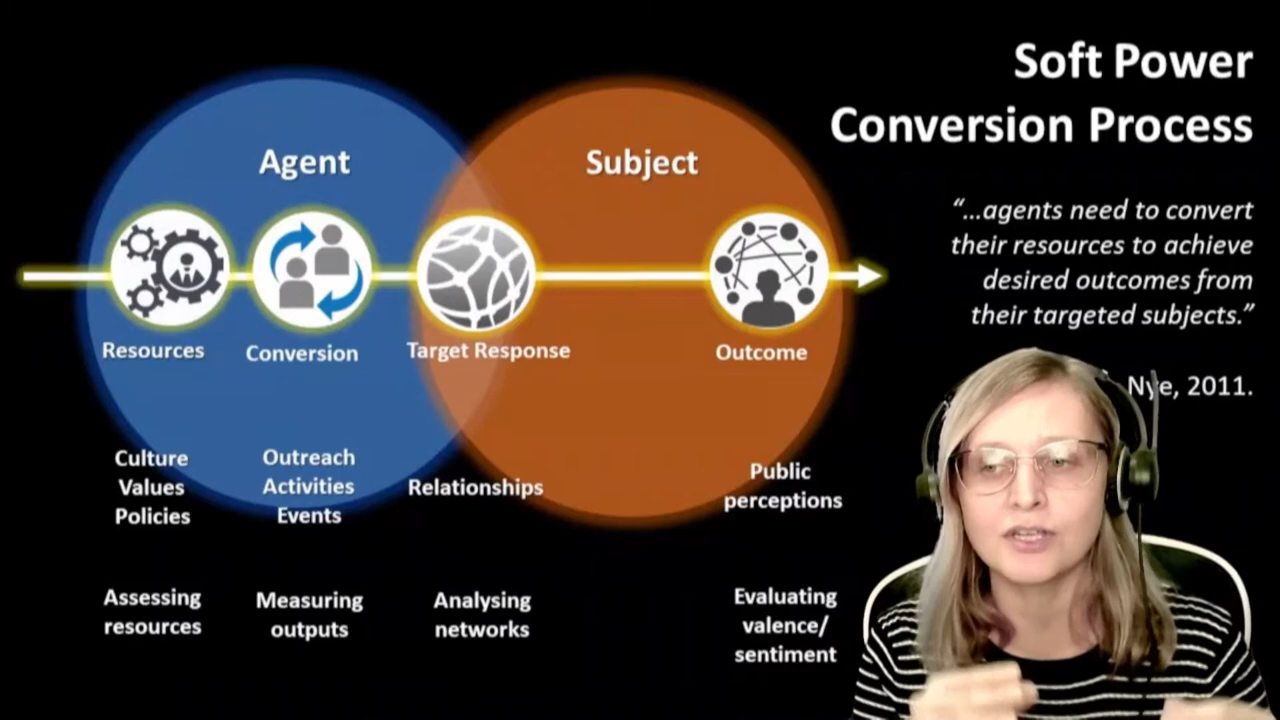 Soft Power
Conversion Process
Agent
Subject
Resources
Conversion
Target Response
Outcome
“...agents need to convert
their resources to achieve
desired outcomes from
their targeted subjects.”
Nye, 2011.
Culture
Values
Policies
Outreach
Activities
Events
Relationships
Public
perceptions
Assessing
resources
Measuring
outputs
Analysing
networks
Evaluating
valence/
sentiment